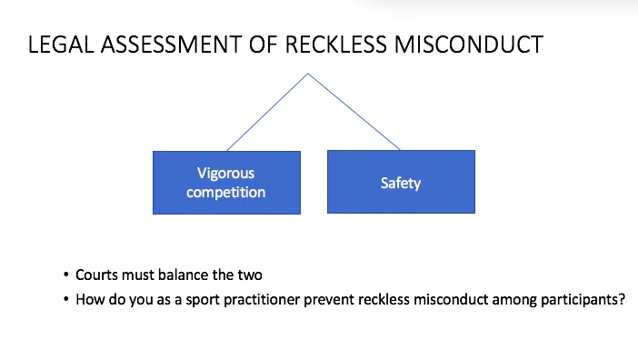 LEGAL ASSESSMENT OF RECKLESS MISCONDUCT
Vigorous
competition
Safety
• Courts must balance the two
• How do you as a sport practitioner prevent reckless misconduct among participants?